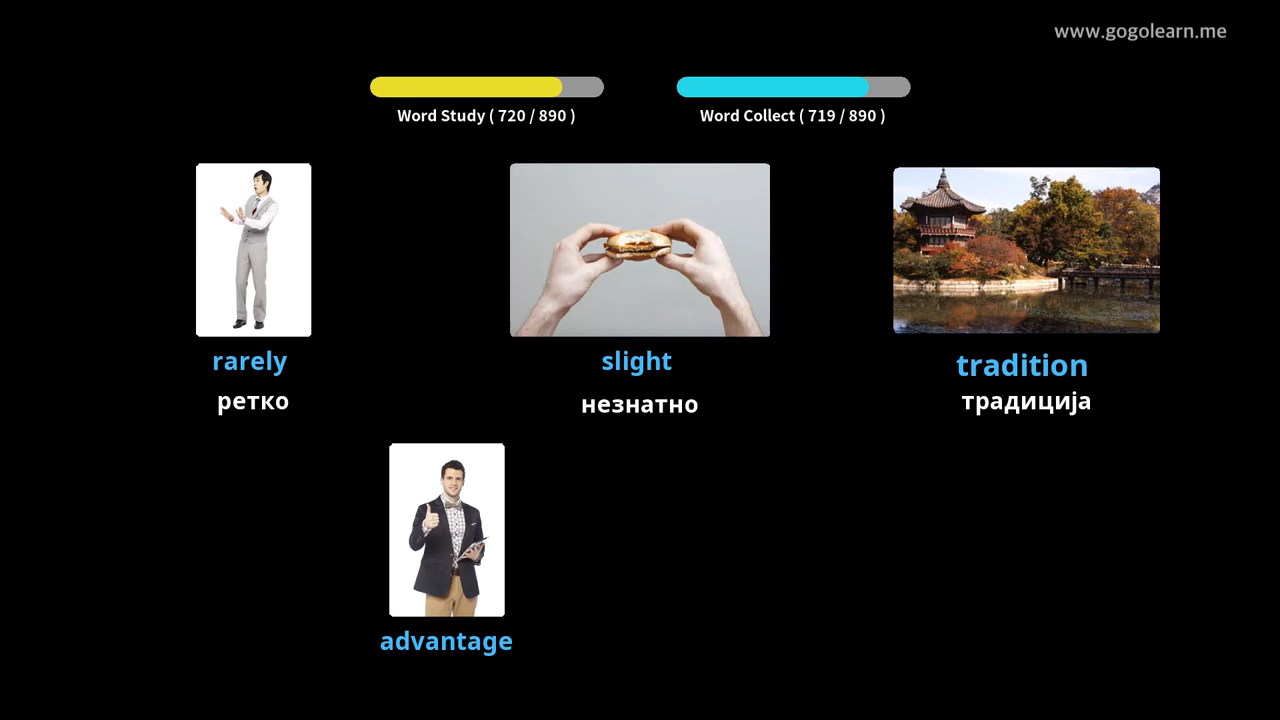 www.gogolearn.me
Word Study ( 720 / 890 )
Word Collect ( 719 / 890 )
rarely
ретко
slight
незнатно
tradition
традиција
advantage